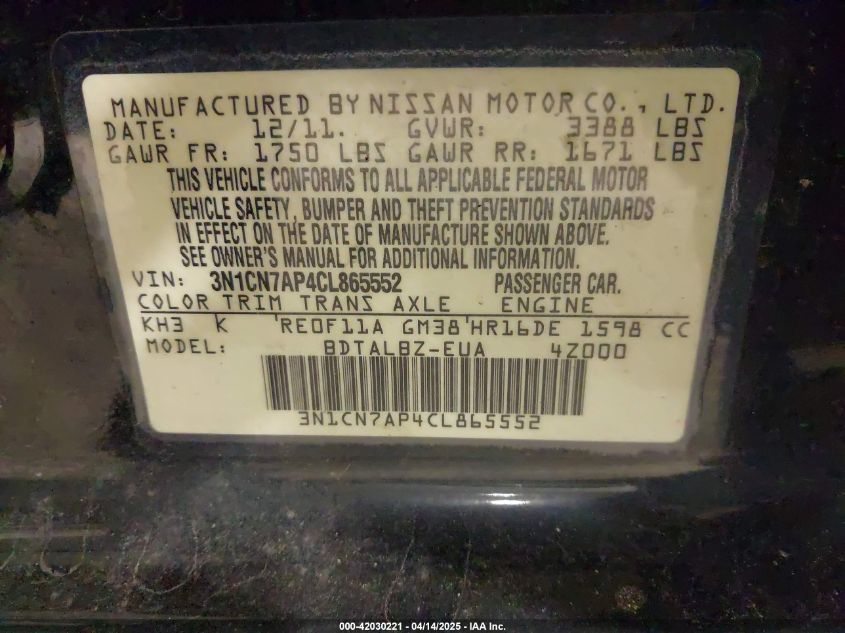 MANUFACTURED BY NISSAN MOTOR CO., LTD.
DATE: 12/11. GVWR: 3388 LBS
GAWR FR: 1750 LBS GAWR RR: 1671 LBS
THIS VEHICLE CONFORMS TO ALL APPLICABLE FEDERAL MOTOR
VEHICLE SAFETY, BUMPER AND THEFT PREVENTION STANDARDS
IN EFFECT ON THE DATE OF MANUFACTURE SHOWN ABOVE.
SEE OWNER'S MANUAL FOR ADDITIONAL INFORMATION.
VIN: 3N1CN7AP4CL865552 PASSENGER CAR.
COLOR TRIM TRANS AXLE ENGINE
KH3 K 'RE0F11A GM38'HR16DE 1598 CC
MODEL: BDTALBZ-EUA 4Z000
3N1CN7AP4CL865552
000-42030221 - 04/14/2025 - IAA Inc.